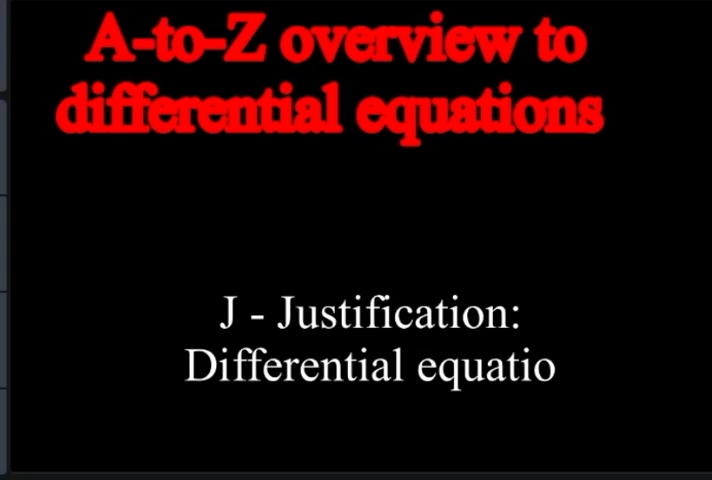 A-to-Z overview to
differential equations
J - Justification:
Differential equatio